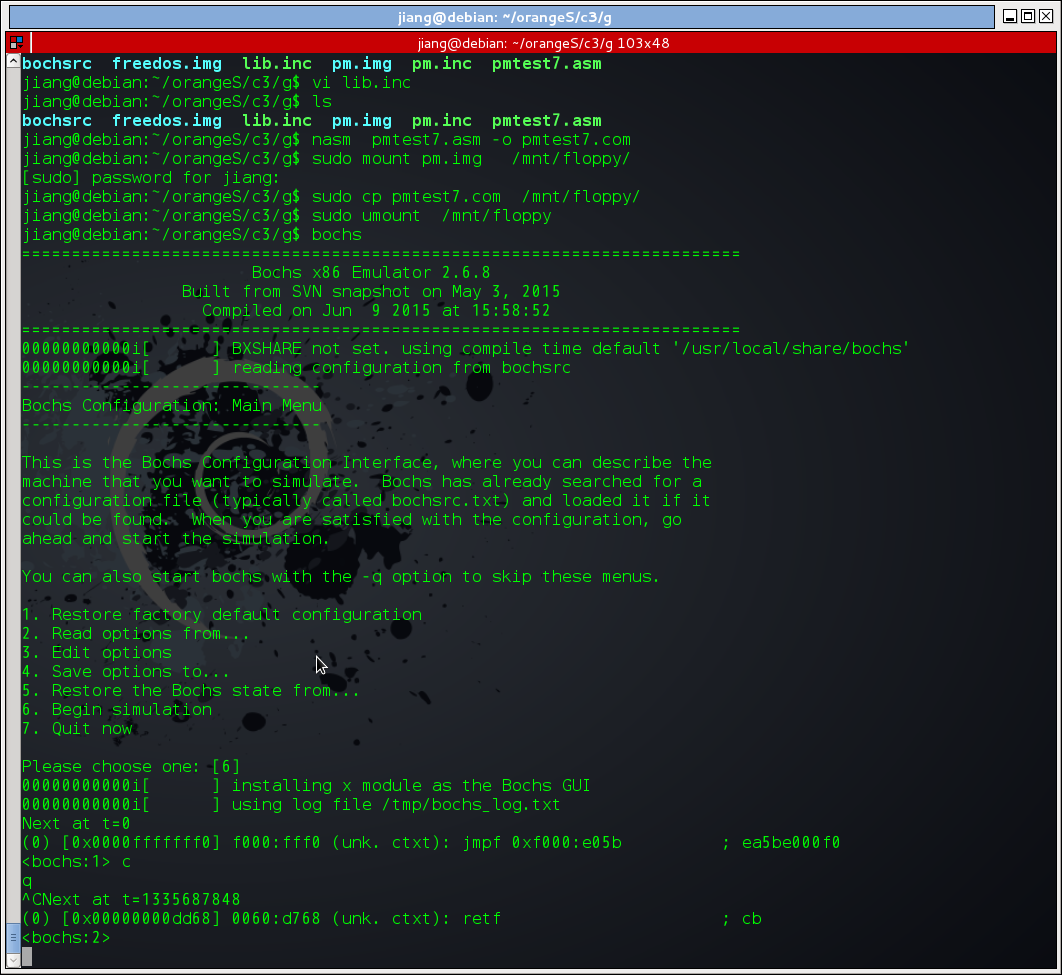 jiang@debian: ~/orangeS/c3/g
jiang@debian: ~/orangeS/c3/g 103x48
bochsrc  freedos.img  lib.inc  pm.img  pm.inc  pmtest7.asm
jiang@debian:~/orangeS/c3/g$ vi lib.inc
jiang@debian:~/orangeS/c3/g$ ls
bochsrc  freedos.img  lib.inc  pm.img  pm.inc  pmtest7.asm
jiang@debian:~/orangeS/c3/g$ nasm  pmtest7.asm -o pmtest7.com
jiang@debian:~/orangeS/c3/g$ sudo mount pm.img   /mnt/floppy/
[sudo] password for jiang:
jiang@debian:~/orangeS/c3/g$ sudo cp pmtest7.com  /mnt/floppy/
jiang@debian:~/orangeS/c3/g$ sudo umount  /mnt/floppy
jiang@debian:~/orangeS/c3/g$ bochs
========================================================================
                       Bochs x86 Emulator 2.6.8
                Built from SVN snapshot on May 3, 2015
                  Compiled on Jun  9 2015 at 15:58:52
========================================================================
00000000000i[      ] BXSHARE not set. using compile time default '/usr/local/share/bochs'
00000000000i[      ] reading configuration from bochsrc
------------------------------
Bochs Configuration: Main Menu
------------------------------
This is the Bochs Configuration Interface, where you can describe the
machine that you want to simulate.  Bochs has already searched for a
configuration file (typically called bochsrc.txt) and loaded it if it
could be found.  When you are satisfied with the configuration, go
ahead and start the simulation.
You can also start bochs with the -q option to skip these menus.
1. Restore factory default configuration
2. Read options from...
3. Edit options
4. Save options to...
5. Restore the Bochs state from...
6. Begin simulation
7. Quit now
Please choose one: [6]
00000000000i[      ] installing x module as the Bochs GUI
00000000000i[      ] using log file /tmp/bochs_log.txt
Next at t=0
(0) [0x0000fffffff0] f000:fff0 (unk. ctxt): jmpf 0xf000:e05b          ; ea5be000f0
<bochs:1> c
q
^CNext at t=1335687848
(0) [0x00000000dd68] 0060:d768 (unk. ctxt): retf                      ; cb
<bochs:2>